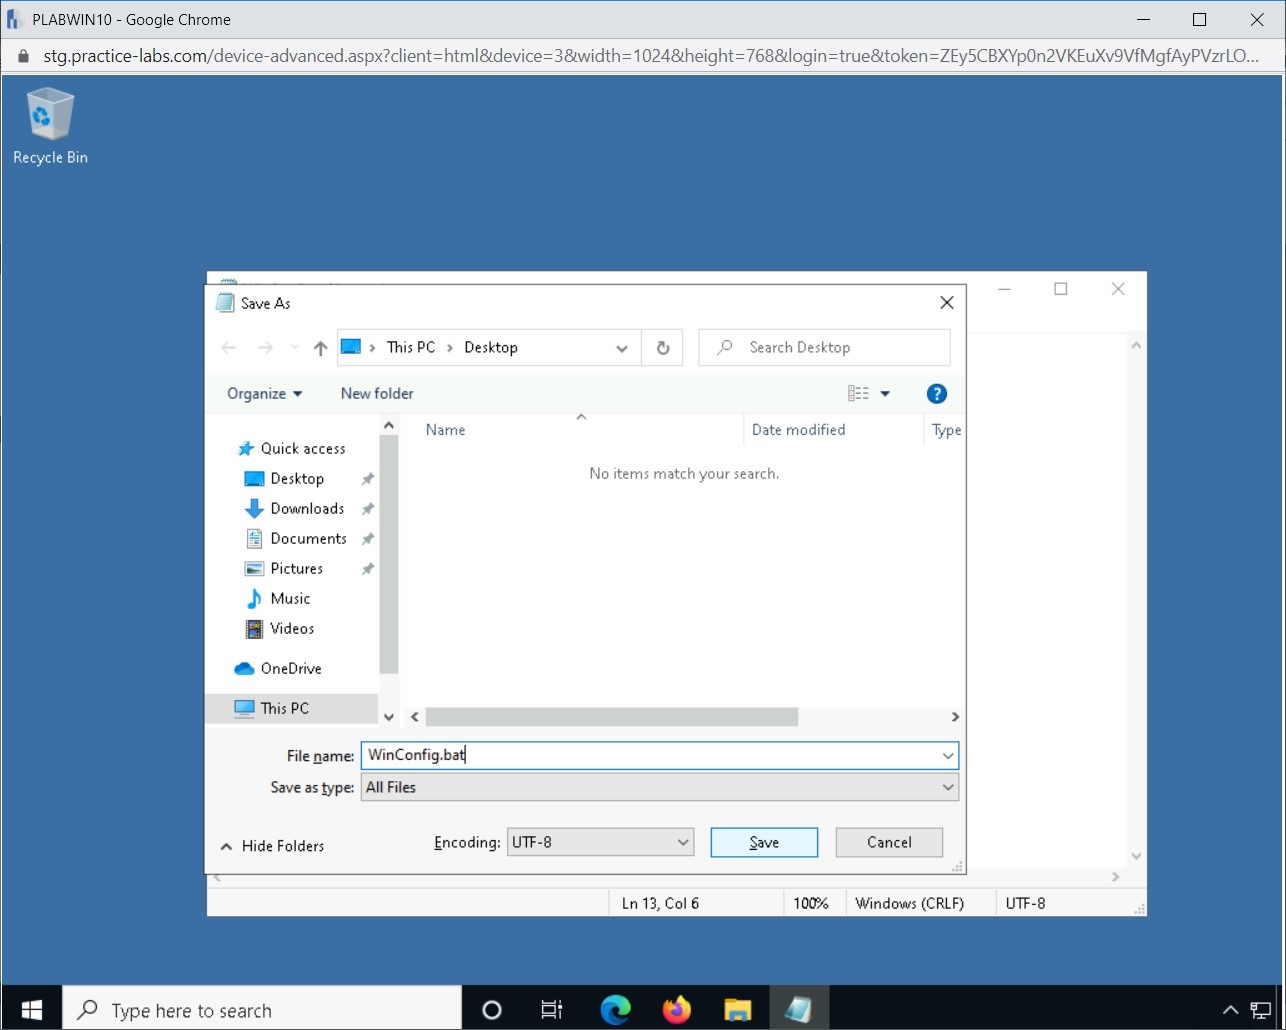 PLABWIN10 - Google Chrome
stg.practice-labs.com/device-advanced.aspx?client=html&device=3&width=1024&height=768&login=true&token=ZEy5CBXYp0n2VKEuXv9VfMgfAyPVzrLO...
Recycle Bin
Save As
This PC > Desktop
Search Desktop
Organize
New folder
?
Name
Date modified
Type
No items match your search.
Quick access
Desktop
Downloads
Documents
Pictures
Music
Videos
OneDrive
This PC
File name: WinConfig.bat
Save as type: All Files
Hide Folders
Encoding: UTF-8
Save
Cancel
Ln 13, Col 6
100%
Windows (CRLF)
UTF-8
Type here to search